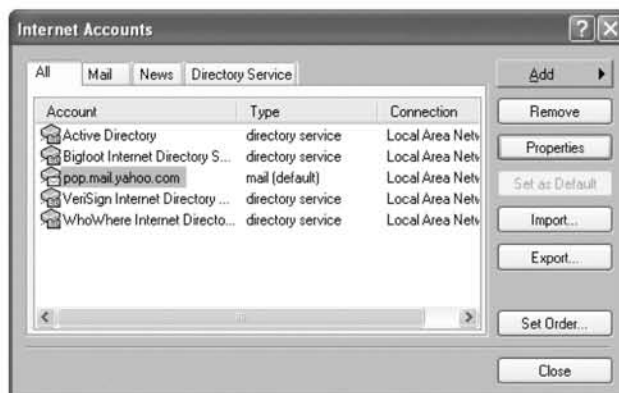 Internet Accounts
All Mail News Directory Service
Account Type Connection
Active Directory directory service Local Area Netw
Bigfoot Internet Directory S... directory service Local Area Netw
pop.mail.yahoo.com mail (default) Local Area Netw
VeriSign Internet Directory ... directory service Local Area Netw
WhoWhere Internet Directo... directory service Local Area Netw
Add
Remove
Properties
Set as Default
Import...
Export...
Set Order...
Close